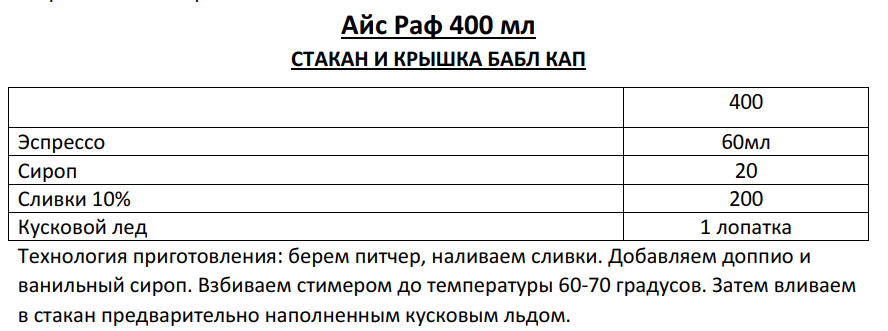 Айс Раф 400 мл
СТАКАН И КРЫШКА БАБЛ КАП
400
Эспрессо 60мл
Сироп 20
Сливки 10% 200
Кусковой лед 1 лопатка
Технология приготовления: берем питчер, наливаем сливки. Добавляем доппио и
ванильный сироп. Взбиваем стимером до температуры 60-70 градусов. Затем вливаем
в стакан предварительно наполненным кусковым льдом.